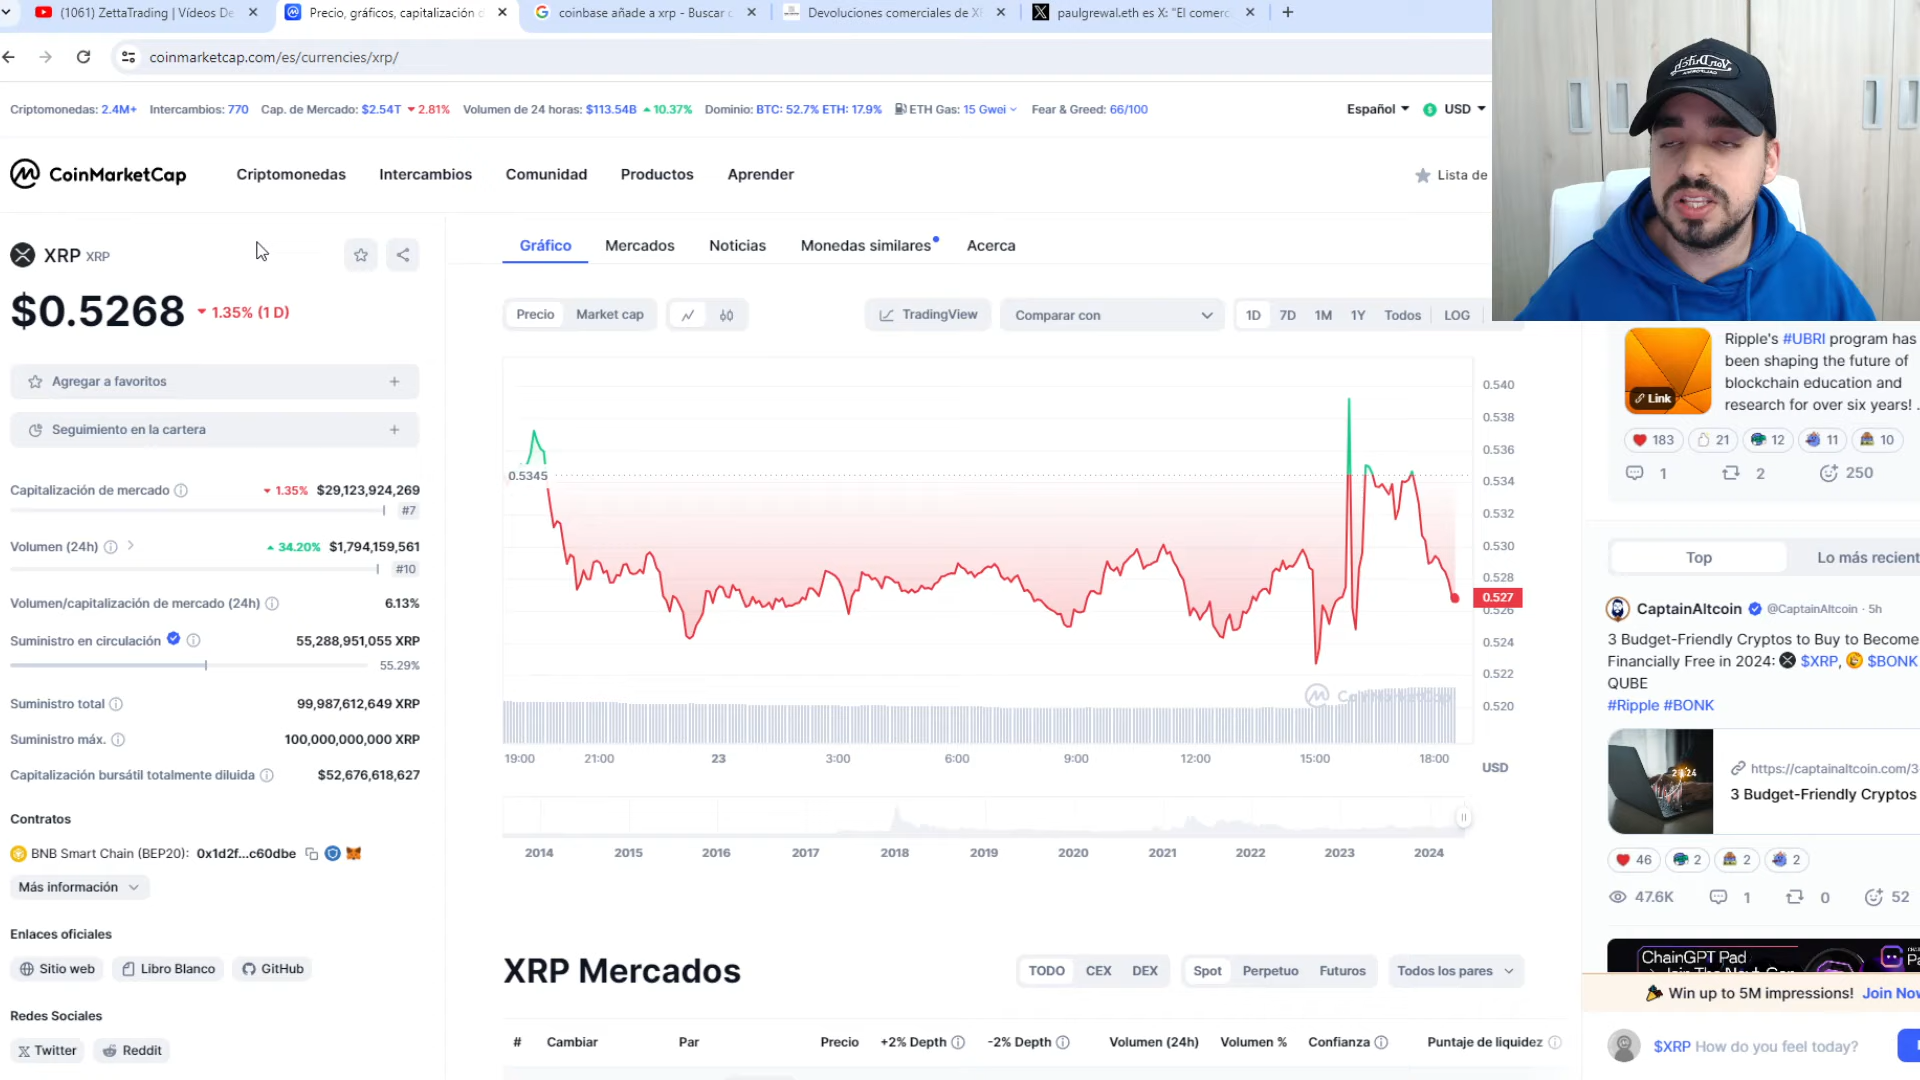 (1061) ZettaTrading | Vídeos De
Precio, gráficos, capitalización
coinbase añade a xrp - Buscar
Devoluciones comerciales de
paulgrewal.eth es X: "El comerc
coinmarketcap.com/es/currencies/xrp/
Criptomonedas: 2.4M+ Intercambios: 770 Cap. de Mercado: $2.54T 2.81% Volumen de 24 horas: $113.54B 10.37% Dominio: BTC: 52.7% ETH: 17.9% ETH Gas: 15 Gwei Fear & Greed: 66/100
Español USD
CoinMarketCap
Criptomonedas Intercambios Comunidad Productos Aprender
Lista de
XRP XRP
$0.5268 1.35% (1 D)
Agregar a favoritos +
Seguimiento en la cartera +
Capitalización de mercado 1.35% $29,123,924,269
#7
Volumen (24h) 34.20% $1,794,159,561
#10
Volumen/capitalización de mercado (24h) 6.13%
Suministro en circulación 55,288,951,055 XRP
55.29%
Suministro total 99,987,612,649 XRP
Suministro máx. 100,000,000,000 XRP
Capitalización bursátil totalmente diluida $52,676,618,627
Contratos
BNB Smart Chain (BEP20): 0x1d2f...c60dbe
Más información
Enlaces oficiales
Sitio web Libro Blanco GitHub
Redes Sociales
Twitter Reddit
Gráfico Mercados Noticias Monedas similares Acerca
Precio Market cap
TradingView
Comparar con
1D 7D 1M 1Y Todos LOG
0.5345
0.540
0.538
0.536
0.534
0.532
0.530
0.528
0.527
0.526
0.524
0.522
0.520
CoinMarketCap
19:00 21:00 23 3:00 6:00 9:00 12:00 15:00 18:00
USD
2014 2015 2016 2017 2018 2019 2020 2021 2022 2023 2024
XRP Mercados
TODO CEX DEX
Spot Perpetuo Futuros
Todos los pares
# Cambiar Par Precio +2% Depth -2% Depth Volumen (24h) Volumen % Confianza Puntaje de liquidez
Von Dutch
Link
Ripple's #UBRI program has
been shaping the future of
blockchain education and
research for over six years!
183 21 12 11 10
1 2 250
Top Lo más recient
CaptainAltcoin @CaptainAltcoin · 5h
3 Budget-Friendly Cryptos to Buy to Become
Financially Free in 2024: $XRP, $BONK
QUBE
#Ripple #BONK
https://captainaltcoin.com/3
3 Budget-Friendly Cryptos
46 2 2 2
47.6K 1 0 52
ChainGPT Pad
Win up to 5M impressions! Join Now
$XRP How do you feel today?